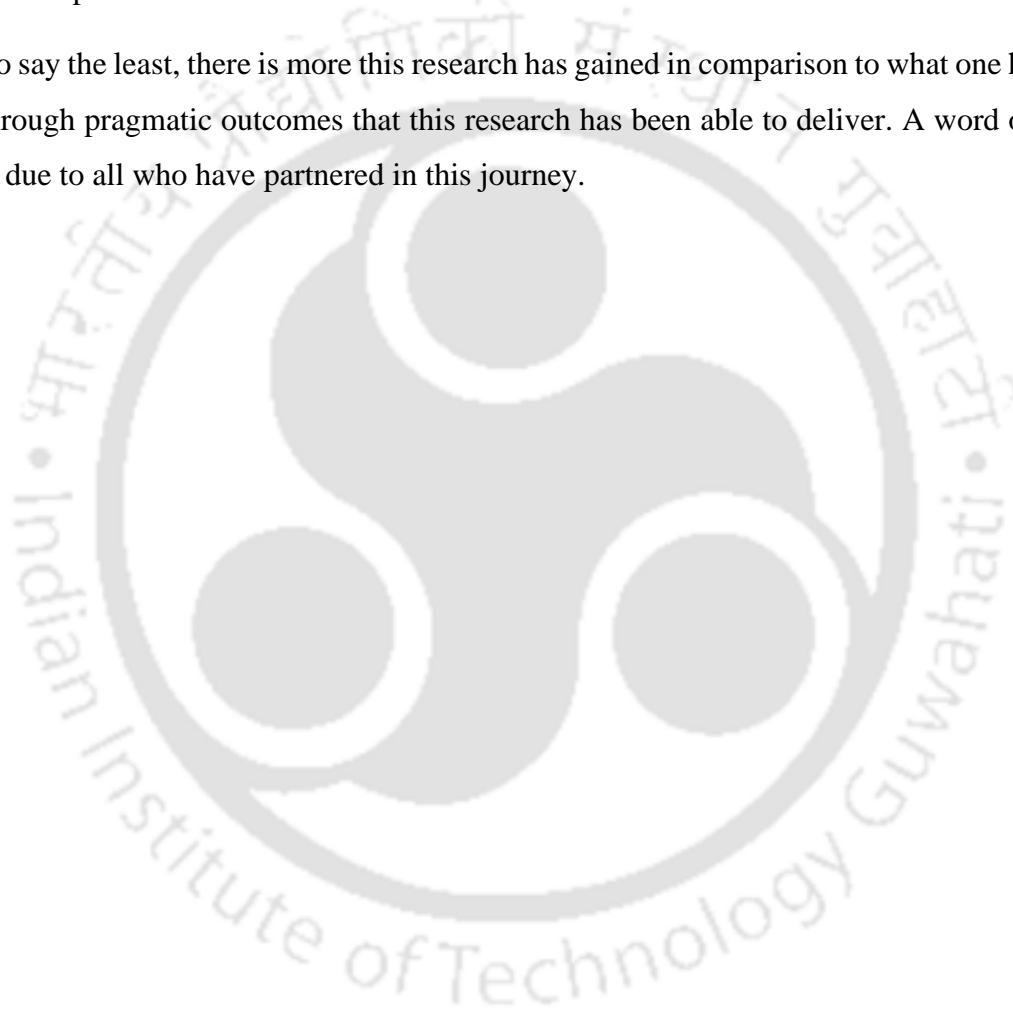 o say the least, there is more this research has gained in comparison to what one
rough pragmatic outcomes that this research has been able to deliver. A word
due to all who have partnered in this journey.
भारतीय प्रौद्योगिकी संस्थान गुवाहाटी
Indian Institute of Technology Guwahati